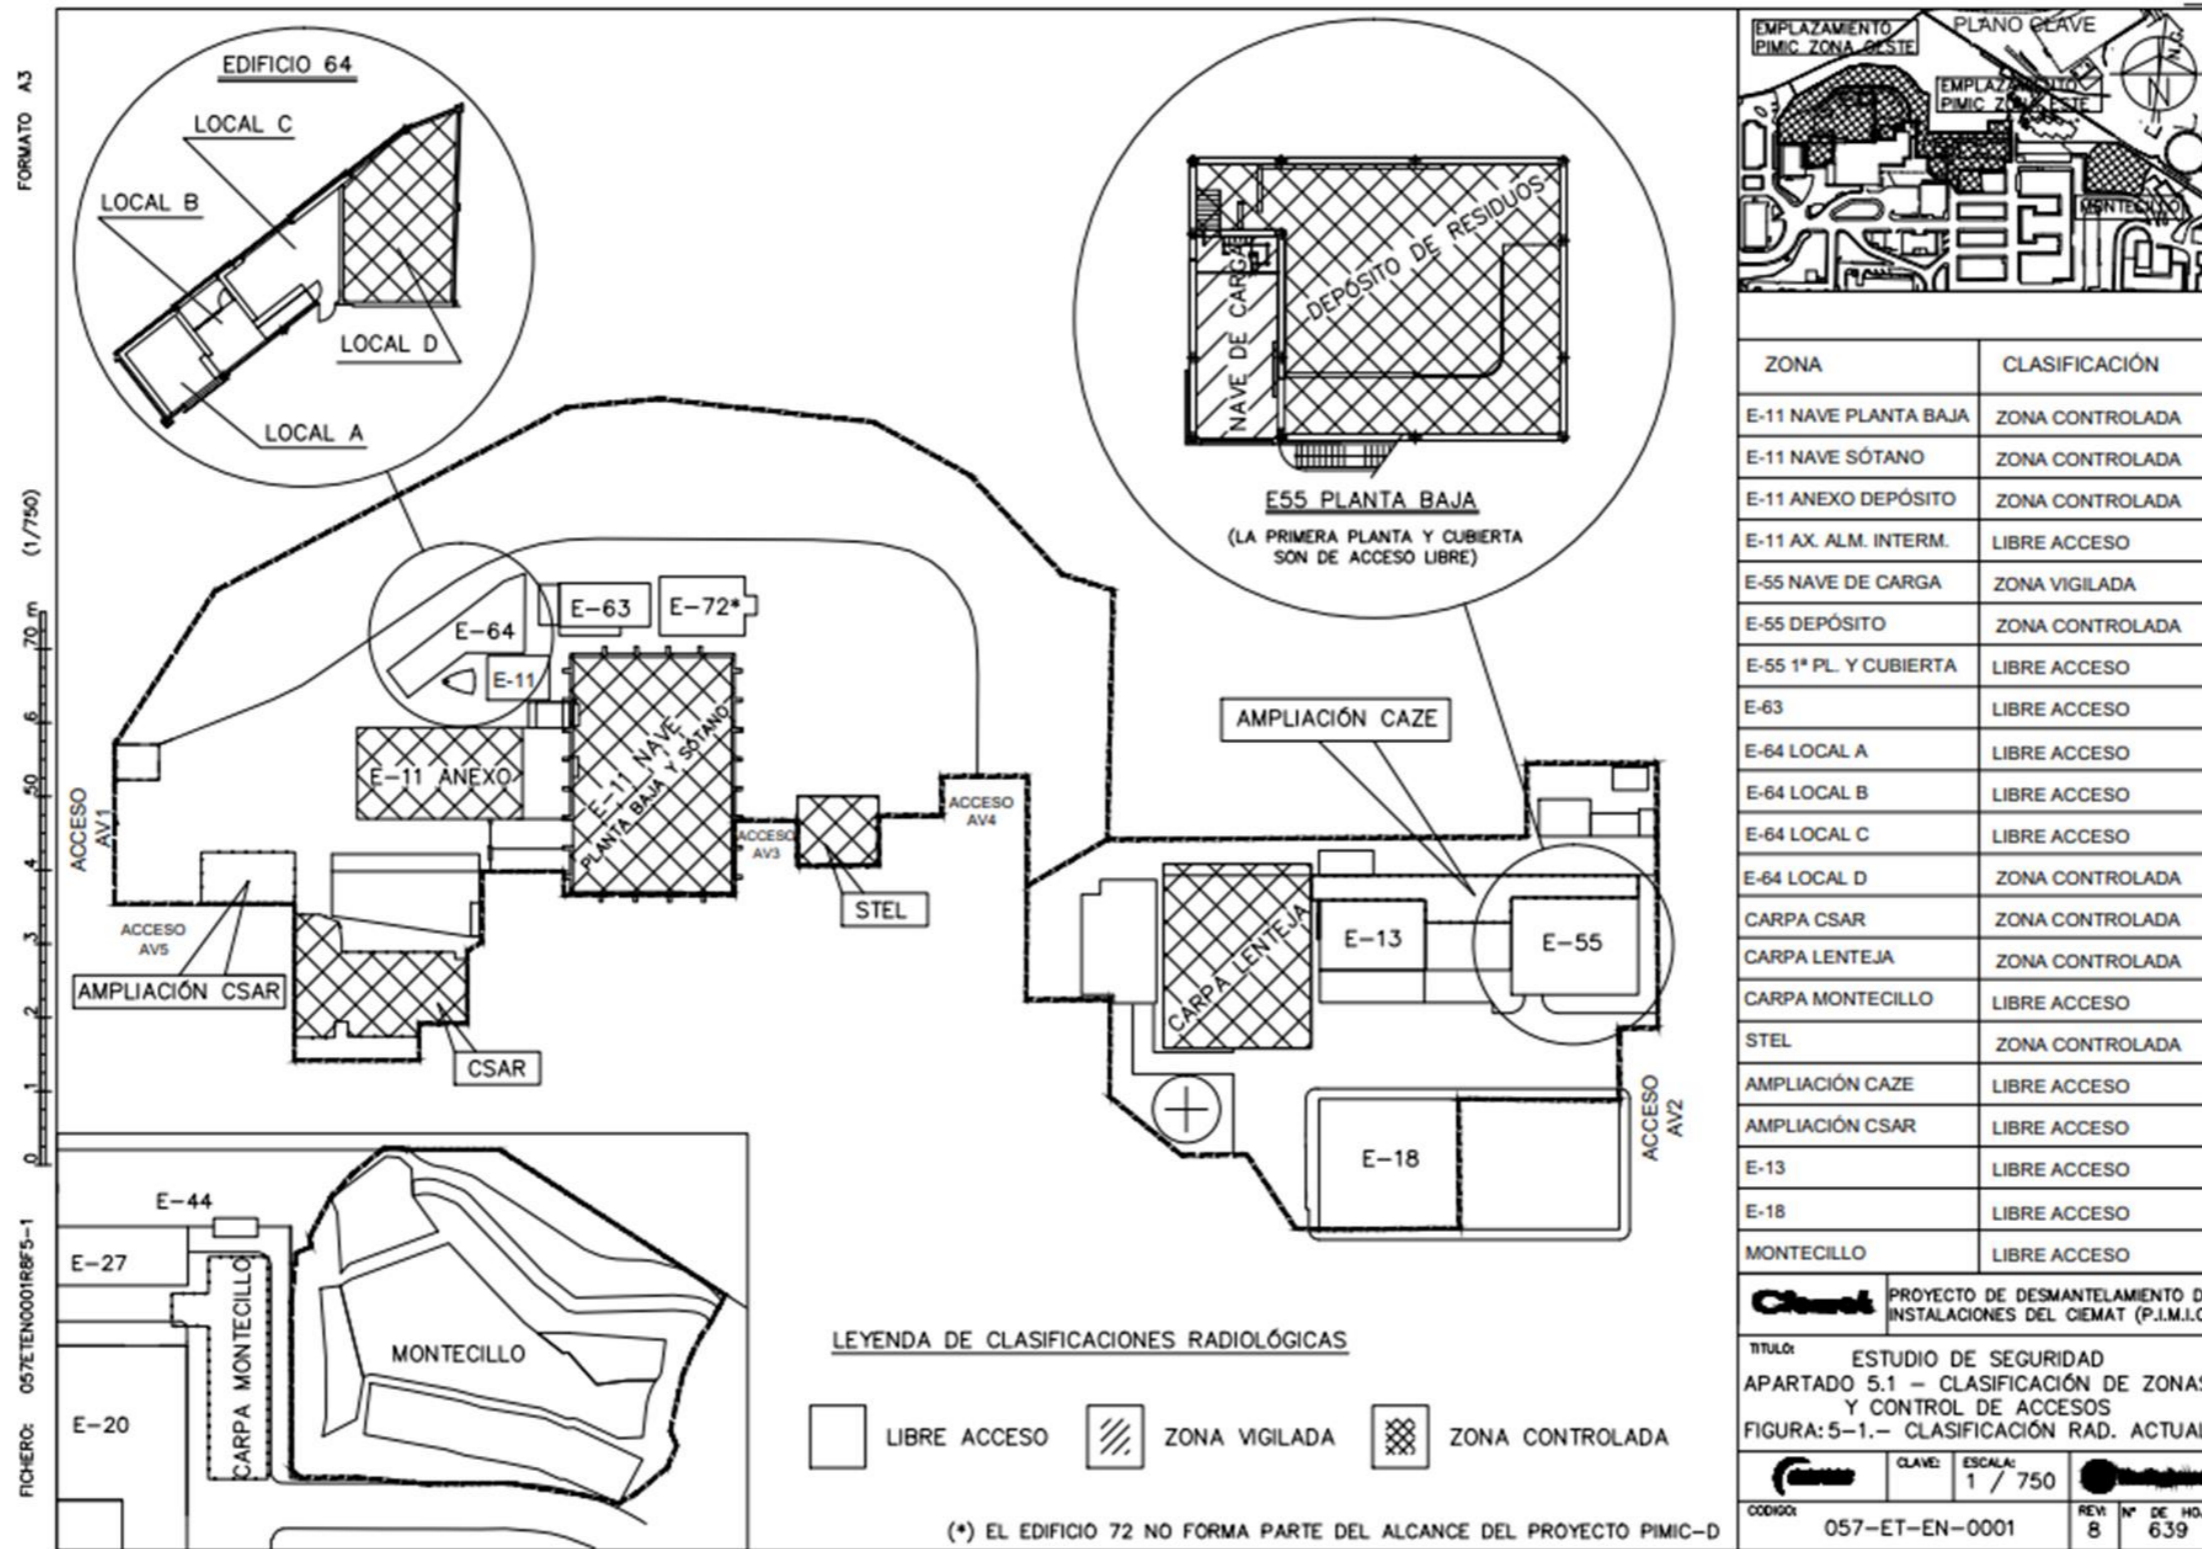 FORMATO A3
(1/750)
0 1 2 3 4 50 6 70 m
FICHERO: 057ETEN0001R8F5-1
EDIFICIO 64
LOCAL C
LOCAL B
LOCAL D
LOCAL A
NAVE DE CARGA
DEPÓSITO DE RESIDUOS
E55 PLANTA BAJA
(LA PRIMERA PLANTA Y CUBIERTA
SON DE ACCESO LIBRE)
E-64
E-63
E-72*
E-11
E-11 ANEXO
E-11 NAVE
PLANTA BAJA Y SÓTANO
ACCESO
AV1
ACCESO
AV3
ACCESO
AV4
ACCESO
AV5
STEL
AMPLIACIÓN CSAR
CSAR
AMPLIACIÓN CAZE
CARPA LENTEJA
E-13
E-55
E-18
ACCESO
AV2
E-44
E-27
E-20
CARPA MONTECILLO
MONTECILLO
LEYENDA DE CLASIFICACIONES RADIOLÓGICAS
LIBRE ACCESO
ZONA VIGILADA
ZONA CONTROLADA
(*) EL EDIFICIO 72 NO FORMA PARTE DEL ALCANCE DEL PROYECTO PIMIC-D
EMPLAZAMIENTO
PIMIC ZONA OESTE
PLANO CLAVE
EMPLAZAMIENTO
PIMIC ZONA ESTE
N
MONTECILLO
ZONA CLASIFICACIÓN
E-11 NAVE PLANTA BAJA ZONA CONTROLADA
E-11 NAVE SÓTANO ZONA CONTROLADA
E-11 ANEXO DEPÓSITO ZONA CONTROLADA
E-11 AX. ALM. INTERM. LIBRE ACCESO
E-55 NAVE DE CARGA ZONA VIGILADA
E-55 DEPÓSITO ZONA CONTROLADA
E-55 1ª PL. Y CUBIERTA LIBRE ACCESO
E-63 LIBRE ACCESO
E-64 LOCAL A LIBRE ACCESO
E-64 LOCAL B LIBRE ACCESO
E-64 LOCAL C LIBRE ACCESO
E-64 LOCAL D ZONA CONTROLADA
CARPA CSAR ZONA CONTROLADA
CARPA LENTEJA ZONA CONTROLADA
CARPA MONTECILLO LIBRE ACCESO
STEL ZONA CONTROLADA
AMPLIACIÓN CAZE LIBRE ACCESO
AMPLIACIÓN CSAR LIBRE ACCESO
E-13 LIBRE ACCESO
E-18 LIBRE ACCESO
MONTECILLO LIBRE ACCESO
Ciemat
PROYECTO DE DESMANTELAMIENTO D
INSTALACIONES DEL CIEMAT (P.I.M.I.C
TITULO:
ESTUDIO DE SEGURIDAD
APARTADO 5.1 - CLASIFICACIÓN DE ZONAS
Y CONTROL DE ACCESOS
FIGURA: 5-1.- CLASIFICACIÓN RAD. ACTUAL
CLAVE:
ESCALA:
1 / 750
CODIGO:
057-ET-EN-0001
REV:
8
Nº DE HO
639